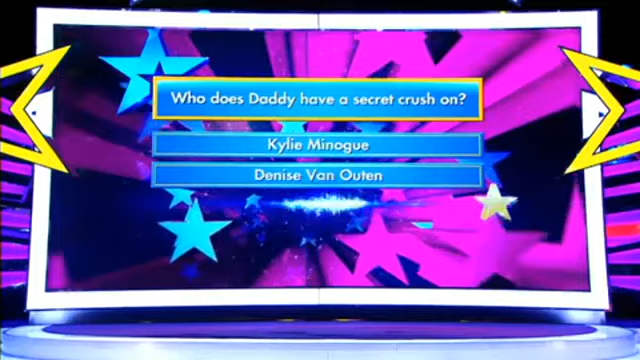 Who does Daddy have a secret crush on?
Kylie Minogue
Denise Van Outen